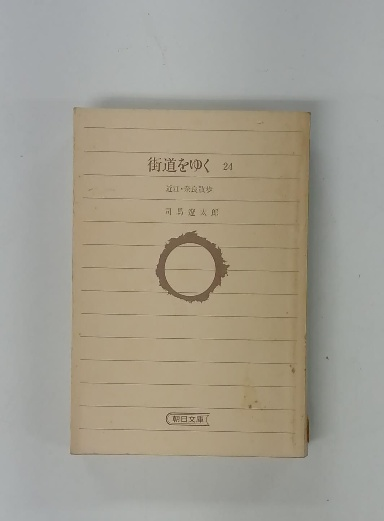 街道をゆく 24
近江・奈良散歩
司馬遼太郎
朝日文庫